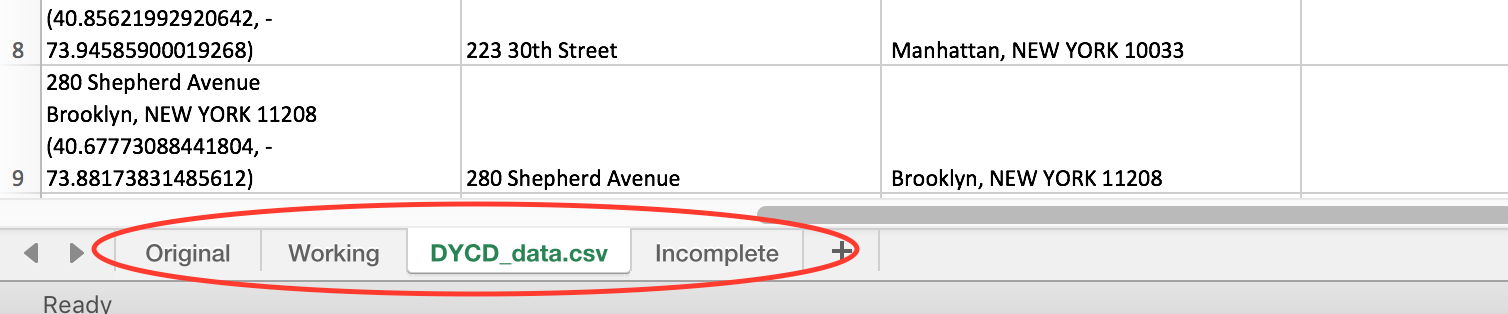 (40.85621992920642, -
8 73.94585900019268) 223 30th Street Manhattan, NEW YORK 10033
280 Shepherd Avenue
Brooklyn, NEW YORK 11208
(40.67773088441804, -
9 73.88173831485612) 280 Shepherd Avenue Brooklyn, NEW YORK 11208
Original Working DYCD_data.csv Incomplete +
Ready